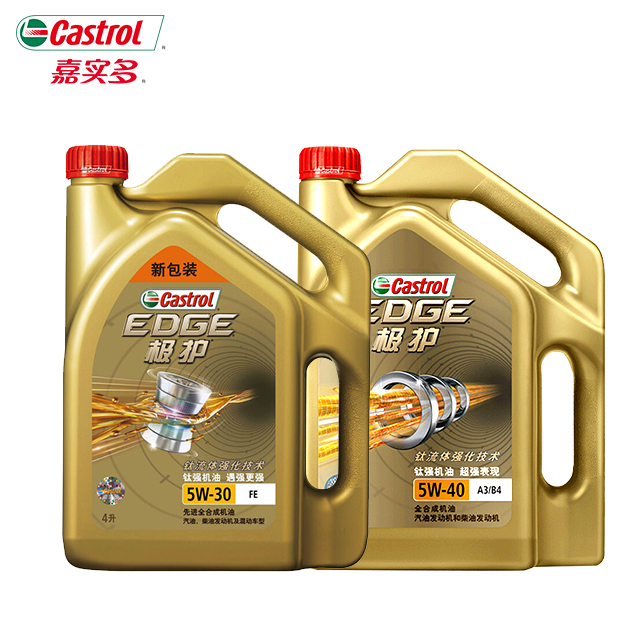 Castrol
嘉实多
Castrol
新包装
Castrol
EDGE
极护
钛流体强化技术
钛强机油 遇强更强
5W-30 FE
先进全合成机油
汽油、柴油发动机及混动车型
4升
Castrol
Castrol
EDGE
极护
钛流体强化技术
钛强机油 超强表现
5W-40 A3/B4
全合成机油
汽油发动机和柴油发动机